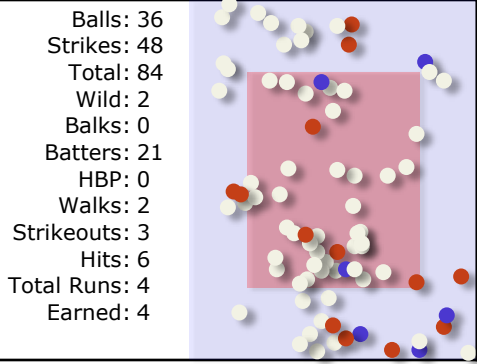 Balls: 36
Strikes: 48
Total: 84
Wild: 2
Balks: 0
Batters: 21
HBP: 0
Walks: 2
Strikeouts: 3
Hits: 6
Total Runs: 4
Earned: 4